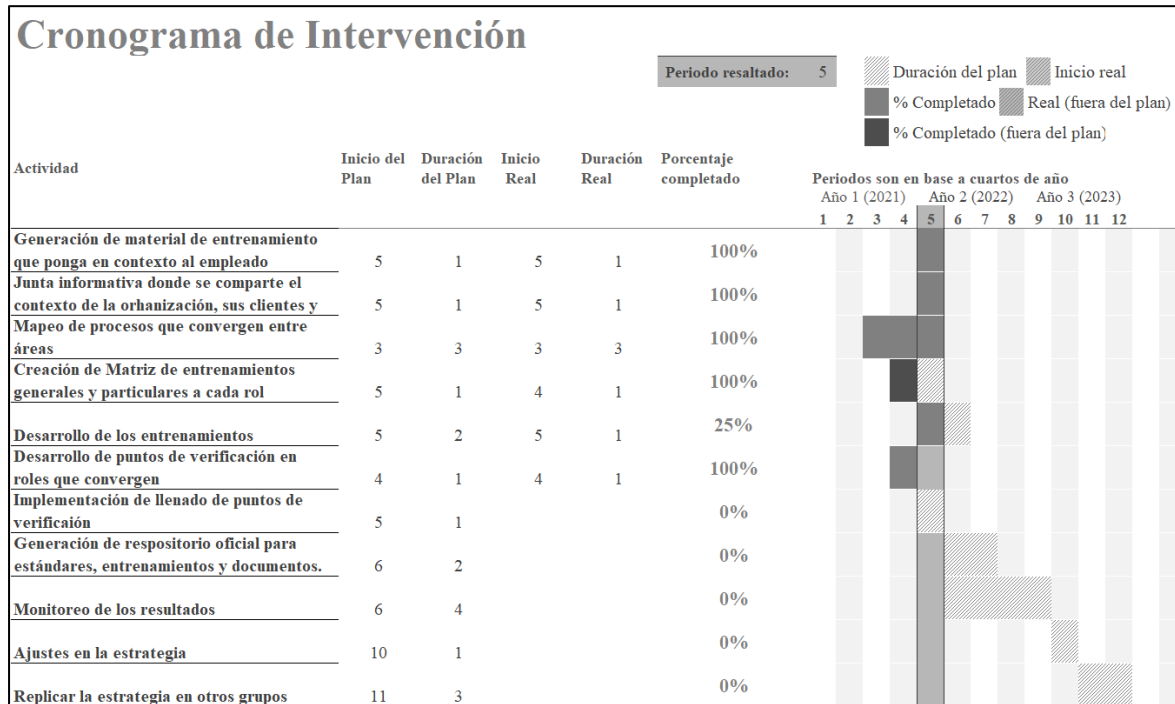 Cronograma de Intervención
Periodo resaltado: 5
Duración del plan Inicio real
% Completado Real (fuera del plan)
% Completado (fuera del plan)
Actividad Inicio del Plan Duración del Plan Inicio Real Duración Real Porcentaje completado
Periodos son en base a cuartos de año
Año 1 (2021) Año 2 (2022) Año 3 (2023)
1 2 3 4 5 6 7 8 9 10 11 12
Generación de material de entrenamiento
que ponga en contexto al empleado 5 1 5 1 100%
Junta informativa donde se comparte el
contexto de la orhanización, sus clientes y 5 1 5 1 100%
Mapeo de procesos que convergen entre
áreas 3 3 3 3 100%
Creación de Matriz de entrenamientos
generales y particulares a cada rol 5 1 4 1 100%
Desarrollo de los entrenamientos 5 2 5 1 25%
Desarrollo de puntos de verificación en
roles que convergen 4 1 4 1 100%
Implementación de llenado de puntos de
verificaión 5 1 0%
Generación de respositorio oficial para
estándares, entrenamientos y documentos. 6 2 0%
Monitoreo de los resultados 6 4 0%
Ajustes en la estrategia 10 1 0%
Replicar la estrategia en otros grupos 11 3 0%